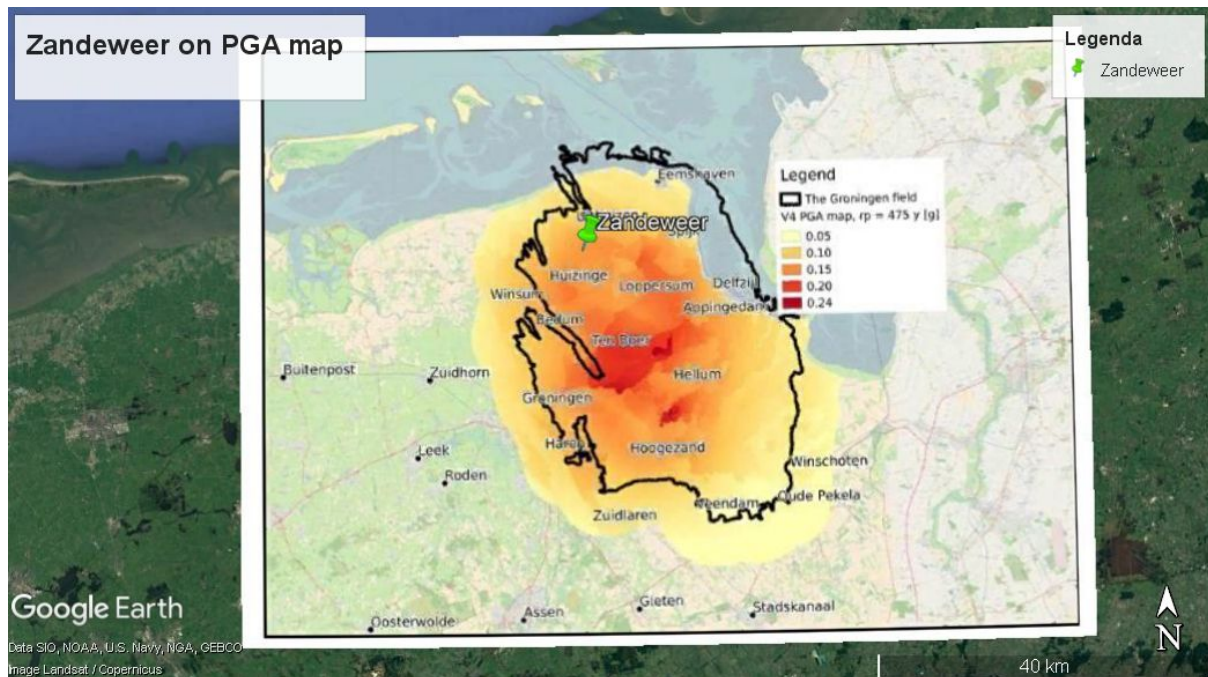 Zandeweer on PGA map
Legenda
Zandeweer
Eemshaven
Zandeweer
Spijk
Legend
The Groningen field
V4 PGA map, rp = 475 y [g]
0.05
0.10
0.15
0.20
0.24
Huizinge
Loppersum
Delfzijl
Winsum
Appingedam
Bedum
Ten Boer
Buitenpost
Zuidhorn
Hellum
Groningen
Haren
Hoogezand
Leek
Winschoten
Roden
Veendam
Oude Pekela
Zuidlaren
Gieten
Assen
Stadskanaal
Oosterwolde
Google Earth
Data SIO, NOAA, U.S. Navy, NGA, GEBCO
Image Landsat / Copernicus
40 km
N